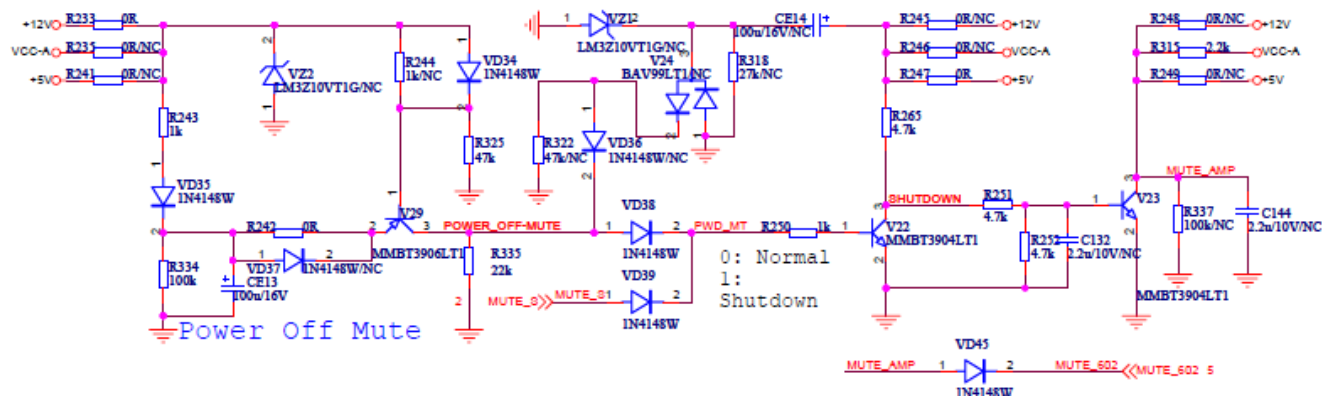 R233 0R
+12V
R235 0R/NC
VCC-A
R241 0R/NC
+5V
R243
1k
VZ2
LM3Z10VT1G/NC
R244
1k/NC
VD34
1N4148W
R325
47k
1 VZ1 2
LM3Z10VT1G/NC
V24
BAV99LT1/NC
CE14
100u/16V/NC
R318
27k/NC
R322
47k/NC
VD36
1N4148W/NC
R245 0R/NC
+12V
R246 0R/NC
VCC-A
R247 0R
+5V
R265
4.7k
R248 0R/NC
+12V
R315 2.2k
VCC-A
R249 0R/NC
+5V
VD35
1N4148W
R242 0R
V29
MMBT3906LT1
VD37 1N4148W/NC
R334
100k
CE13
100u/16V
POWER_OFF-MUTE
R335
22k
VD38
1N4148W
PWD_MT
R250 1k
VD39
1N4148W
MUTE_8
MUTE_8
SHUTDOWN
V22
MMBT3904LT1
R251
4.7k
R252
4.7k
C132
2.2u/10V/NC
MUTE_AMP
V23
MMBT3904LT1
R337
100k/NC
C144
2.2u/10V/NC
0: Normal
1:
Shutdown
Power Off Mute
VD45
MUTE_AMP 1 2 MUTE_602 MUTE_602 5
1N4148W